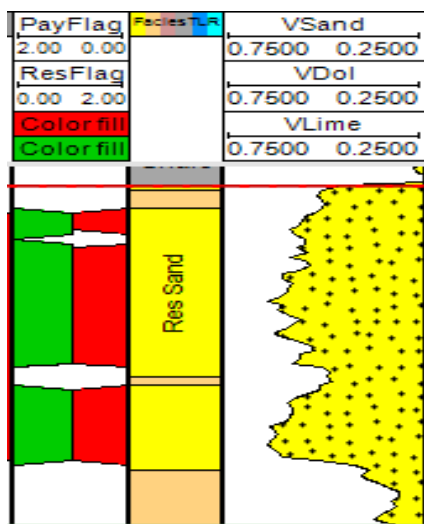 PayFlag
2.00 0.00
ResFlag
0.00 2.00
Color fill
Color fill
Facies TLR
VSand
0.7500 0.2500
VDol
0.7500 0.2500
VLime
0.7500 0.2500
Res Sand